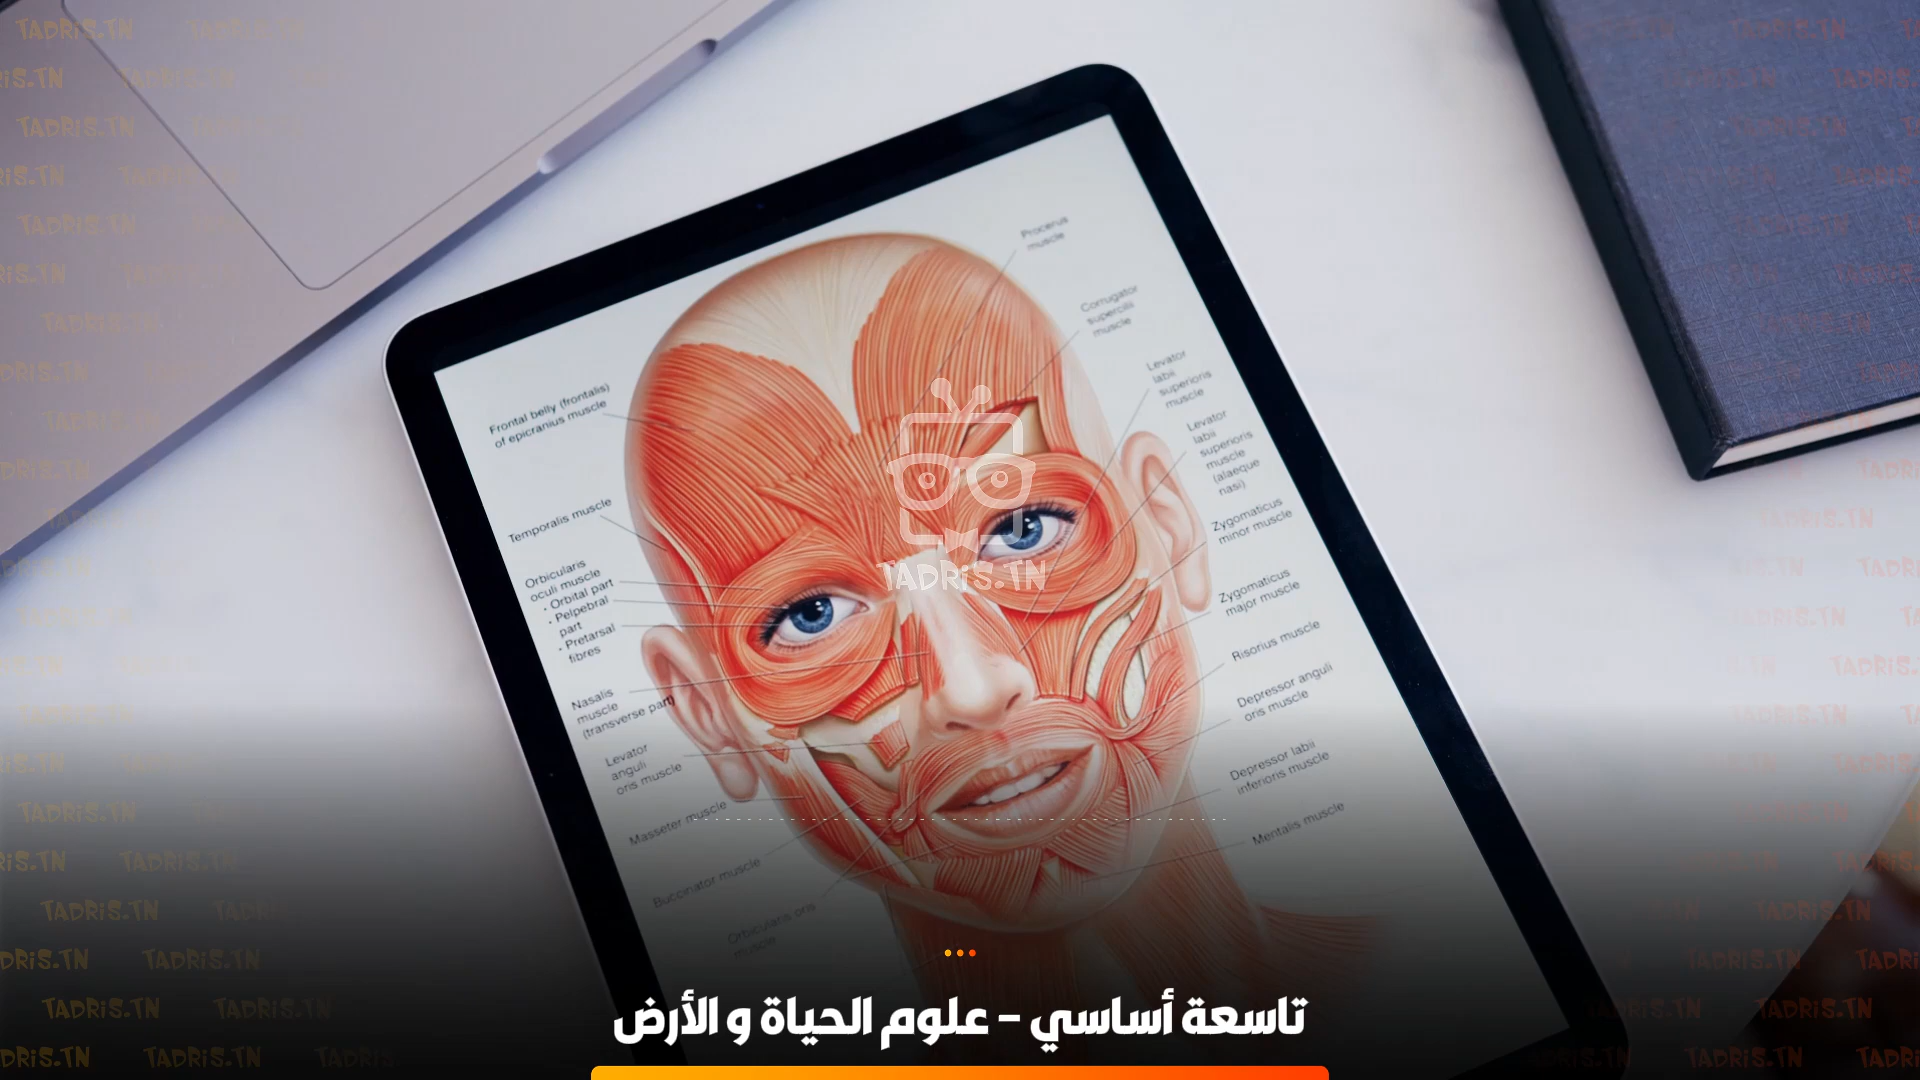 Procerus
muscle
Corrugator
supercilii
muscle
Levator
labii
superioris
muscle
Levator
labii
superioris
muscle
(alaeque
nasi)
Zygomaticus
minor muscle
Zygomaticus
major muscle
Risorius muscle
Depressor anguli
oris muscle
Depressor labii
inferioris muscle
Mentalis muscle
Frontal belly (frontalis)
of epicranius muscle
Temporalis muscle
Orbicularis
oculi muscle
• Orbital part
• Pelpebral
part
• Pretarsal
fibres
Nasalis
muscle
(transverse part)
Levator
anguli
oris muscle
Masseter muscle
Buccinator muscle
Orbicularis oris
muscle
TADRiS.TN
تاسعة أساسي – علوم الحياة و الأرض